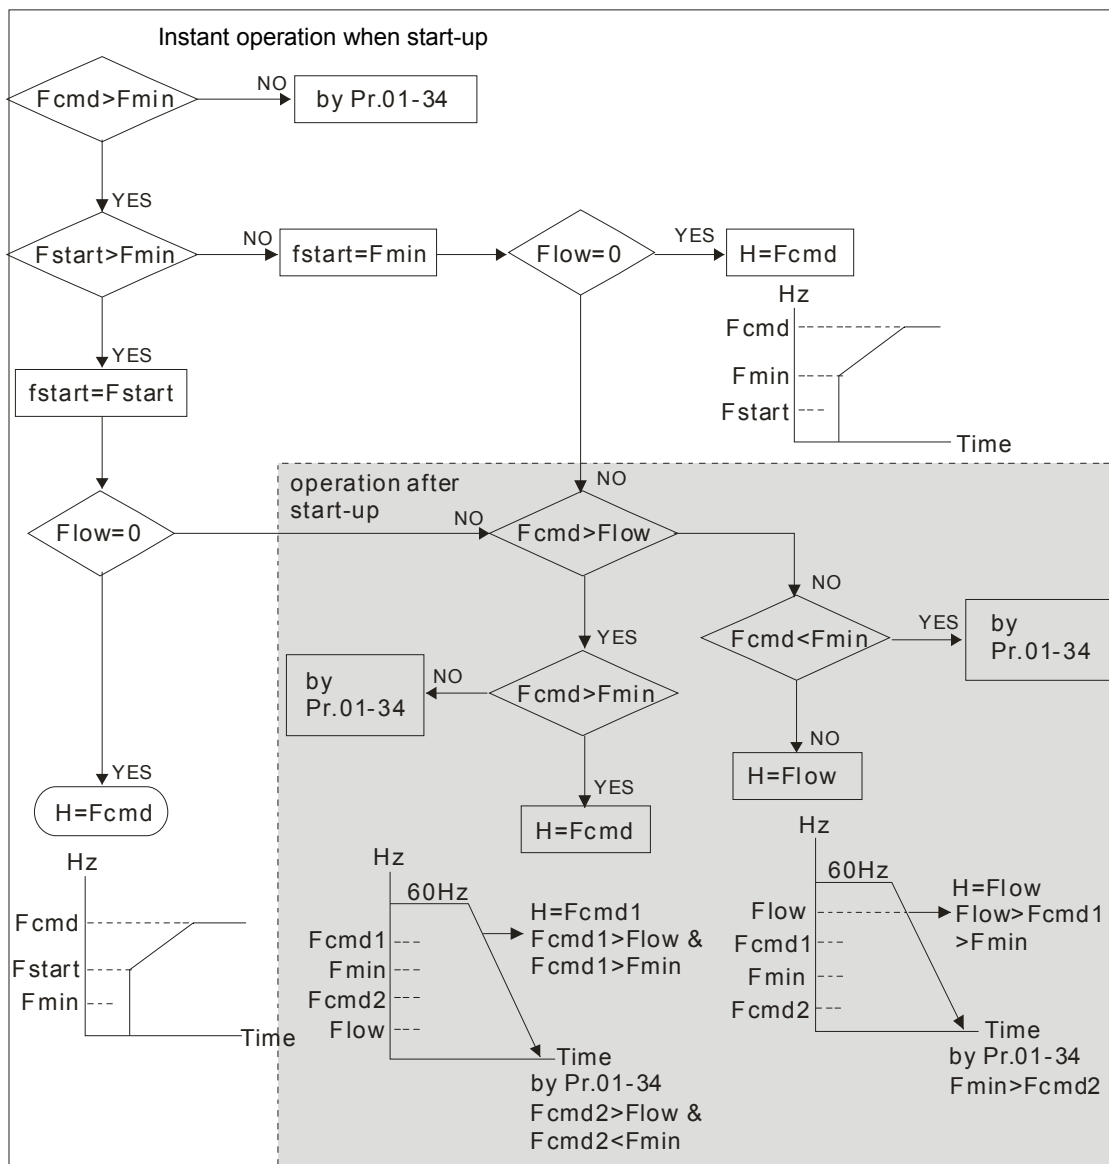 Instant operation when start-up
Fcmd>Fmin
NO
by Pr.01-34
YES
Fstart>Fmin
NO
fstart=Fmin
Flow=0
YES
H=Fcmd
Hz
Fcmd
Fmin
Fstart
Time
YES
fstart=Fstart
Flow=0
NO
YES
H=Fcmd
Hz
Fcmd
Fstart
Fmin
Time
operation after
start-up
NO
Fcmd>Flow
YES
NO
Fcmd<Fmin
YES
by
Pr.01-34
NO
H=Flow
Fcmd>Fmin
NO
by
Pr.01-34
YES
H=Fcmd
Hz
60Hz
Fcmd1
Fmin
Fcmd2
Flow
H=Fcmd1
Fcmd1>Flow &
Fcmd1>Fmin
Time
by Pr.01-34
Fcmd2>Flow &
Fcmd2<Fmin
Hz
60Hz
Flow
Fcmd1
Fmin
Fcmd2
H=Flow
Flow>Fcmd1
>Fmin
Time
by Pr.01-34
Fmin>Fcmd2